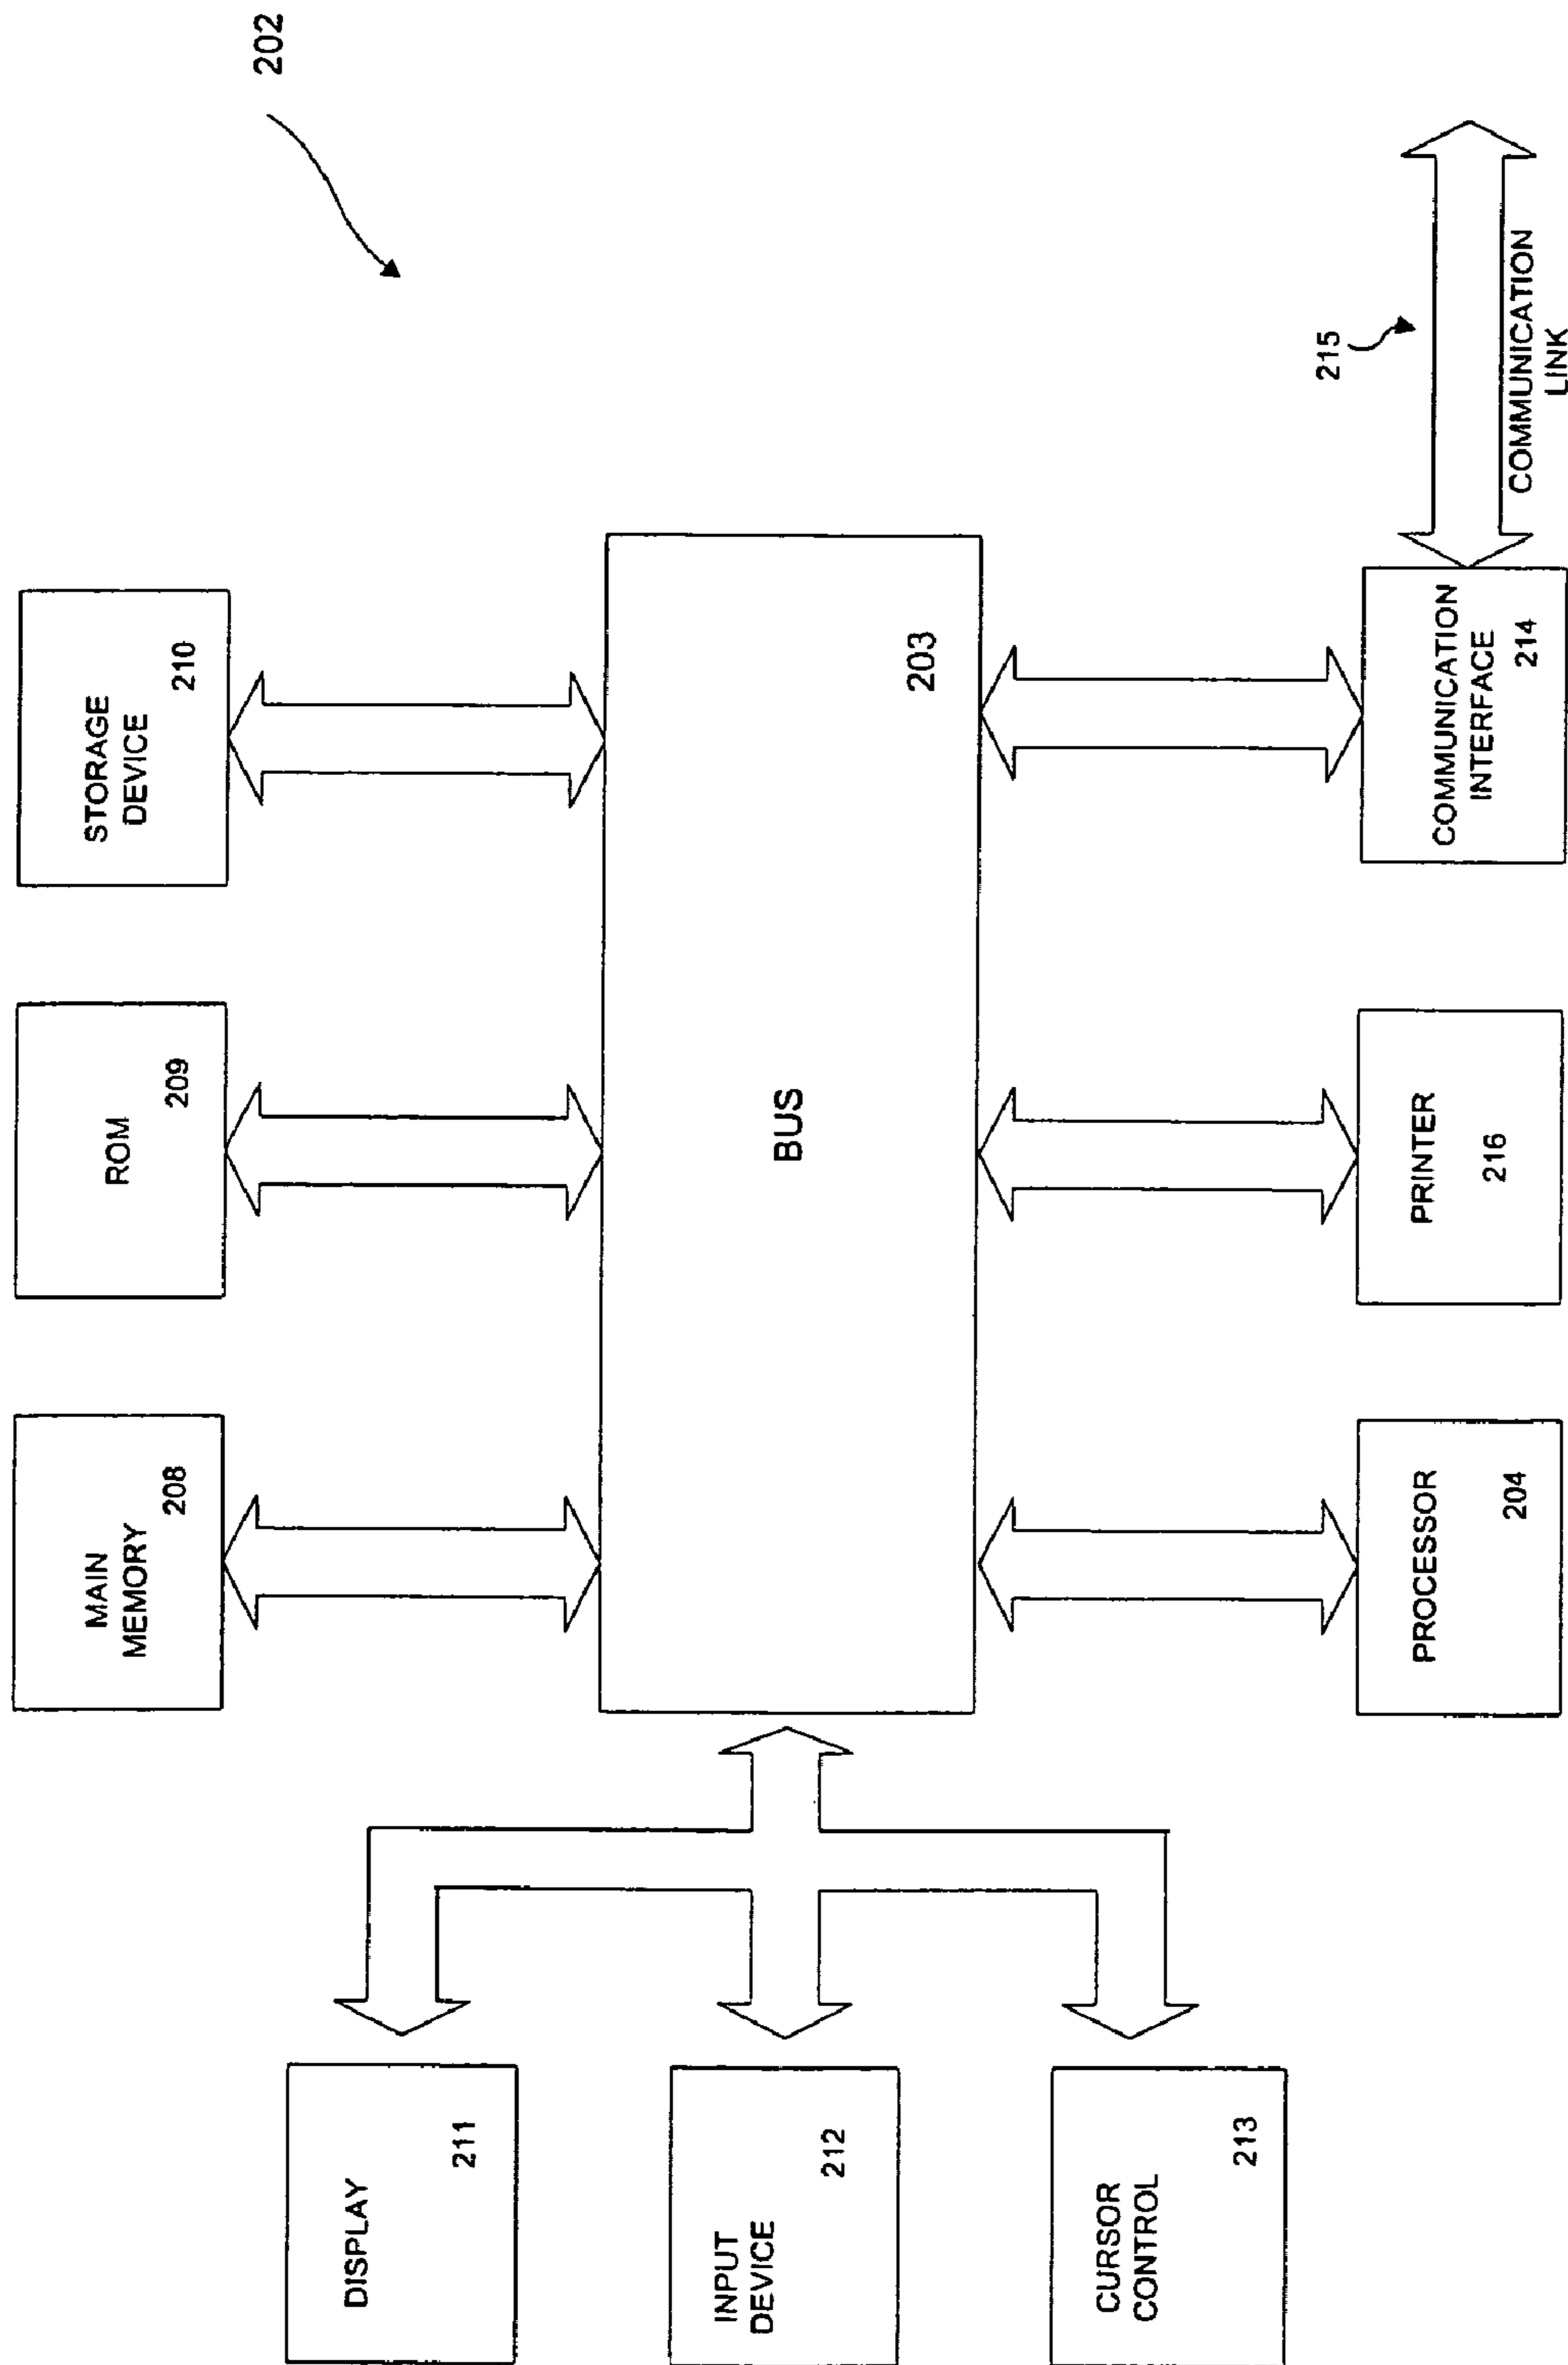 202
MAIN
MEMORY
208
ROM
209
STORAGE
DEVICE
210
DISPLAY
211
INPUT
DEVICE
212
CURSOR
CONTROL
213
BUS
203
PROCESSOR
204
PRINTER
216
COMMUNICATION
INTERFACE
214
215
COMMUNICATION
LINK